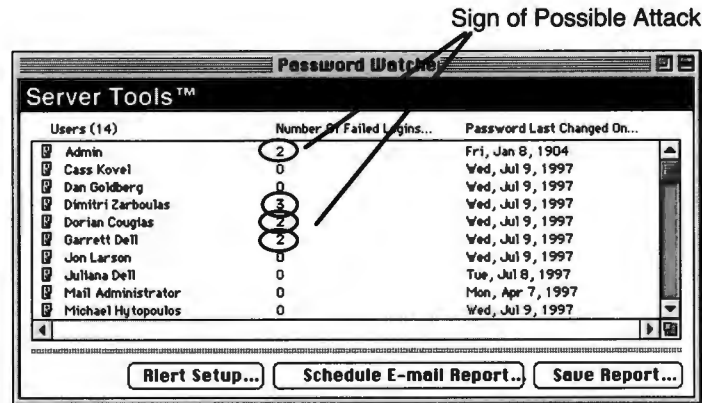 Sign of Possible Attack
Password Watcher
Server Tools™
Users (14) Number Of Failed Logins... Password Last Changed On...
Admin 2 Fri, Jan 8, 1904
Cass Kovel 0 Wed, Jul 9, 1997
Dan Goldberg 0 Wed, Jul 9, 1997
Dimitri Zarboulas 3 Wed, Jul 9, 1997
Dorian Couglas 2 Wed, Jul 9, 1997
Garrett Dell 2 Wed, Jul 9, 1997
Jon Larson 0 Wed, Jul 9, 1997
Juliana Dell 0 Tue, Jul 8, 1997
Mail Administrator 0 Mon, Apr 7, 1997
Michael Hytopoulos 0 Wed, Jul 9, 1997
Alert Setup... Schedule E-mail Report... Save Report...